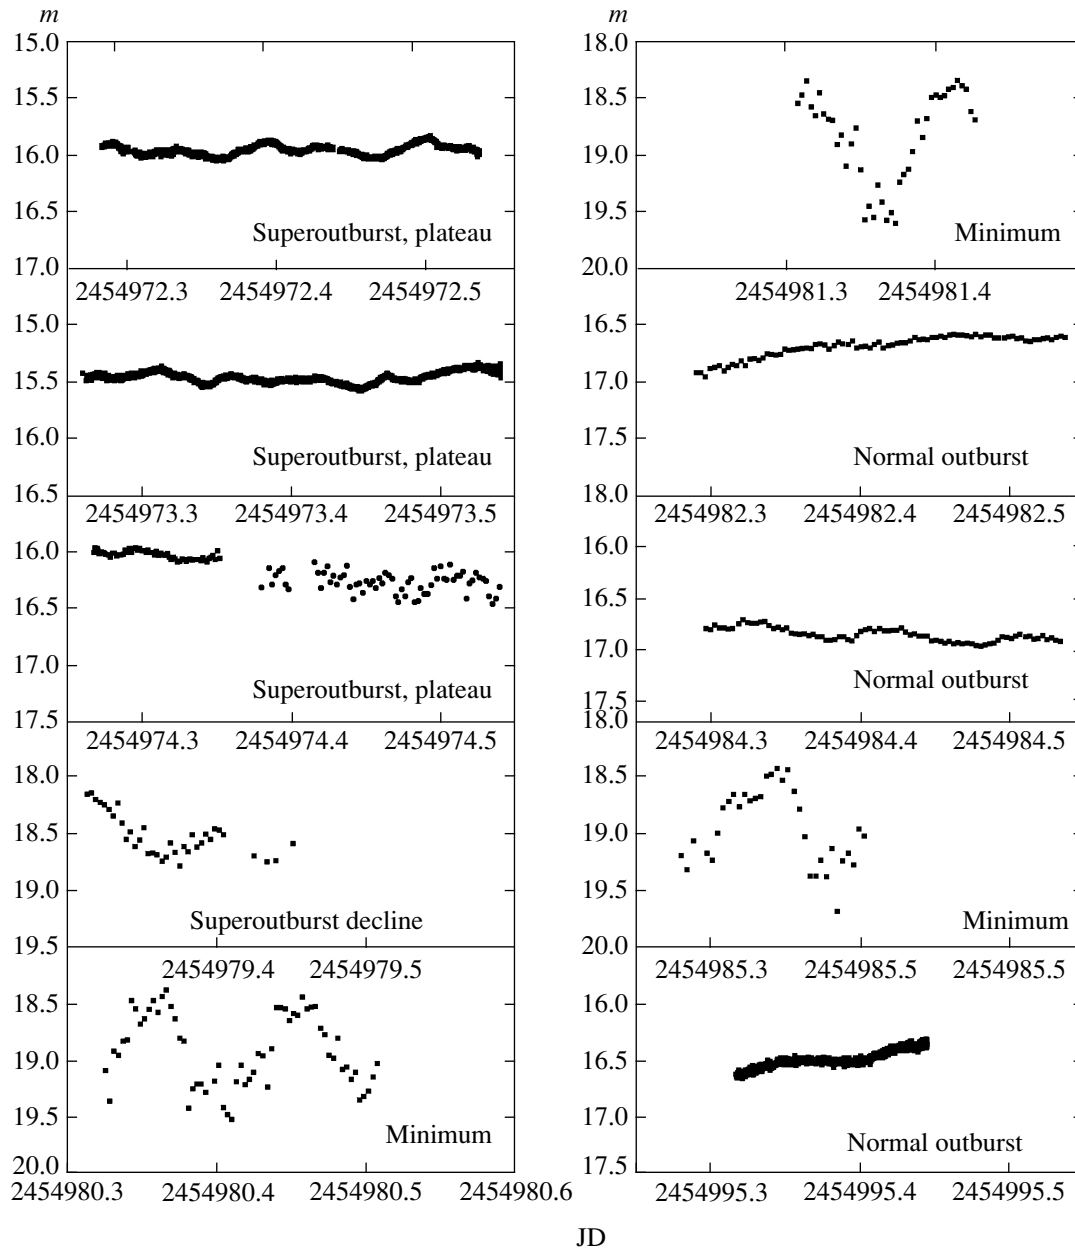 m
15.0
15.5
16.0
16.5
17.0
Superoutburst, plateau
2454972.3 2454972.4 2454972.5
15.0
15.5
16.0
16.5
Superoutburst, plateau
2454973.3 2454973.4 2454973.5
16.0
16.5
17.0
17.5
Superoutburst, plateau
2454974.3 2454974.4 2454974.5
18.0
18.5
19.0
19.5
Superoutburst decline
2454979.4 2454979.5
18.5
19.0
19.5
20.0
Minimum
2454980.3 2454980.4 2454980.5 2454980.6
m
18.0
18.5
19.0
19.5
20.0
Minimum
2454981.3 2454981.4
16.5
17.0
17.5
18.0
Normal outburst
2454982.3 2454982.4 2454982.5
16.0
16.5
17.0
17.5
Normal outburst
2454984.3 2454984.4 2454984.5
18.0
18.5
19.0
19.5
20.0
Minimum
2454985.3 2454985.5 2454985.5
16.0
16.5
17.0
17.5
Normal outburst
2454995.3 2454995.4 2454995.5
JD